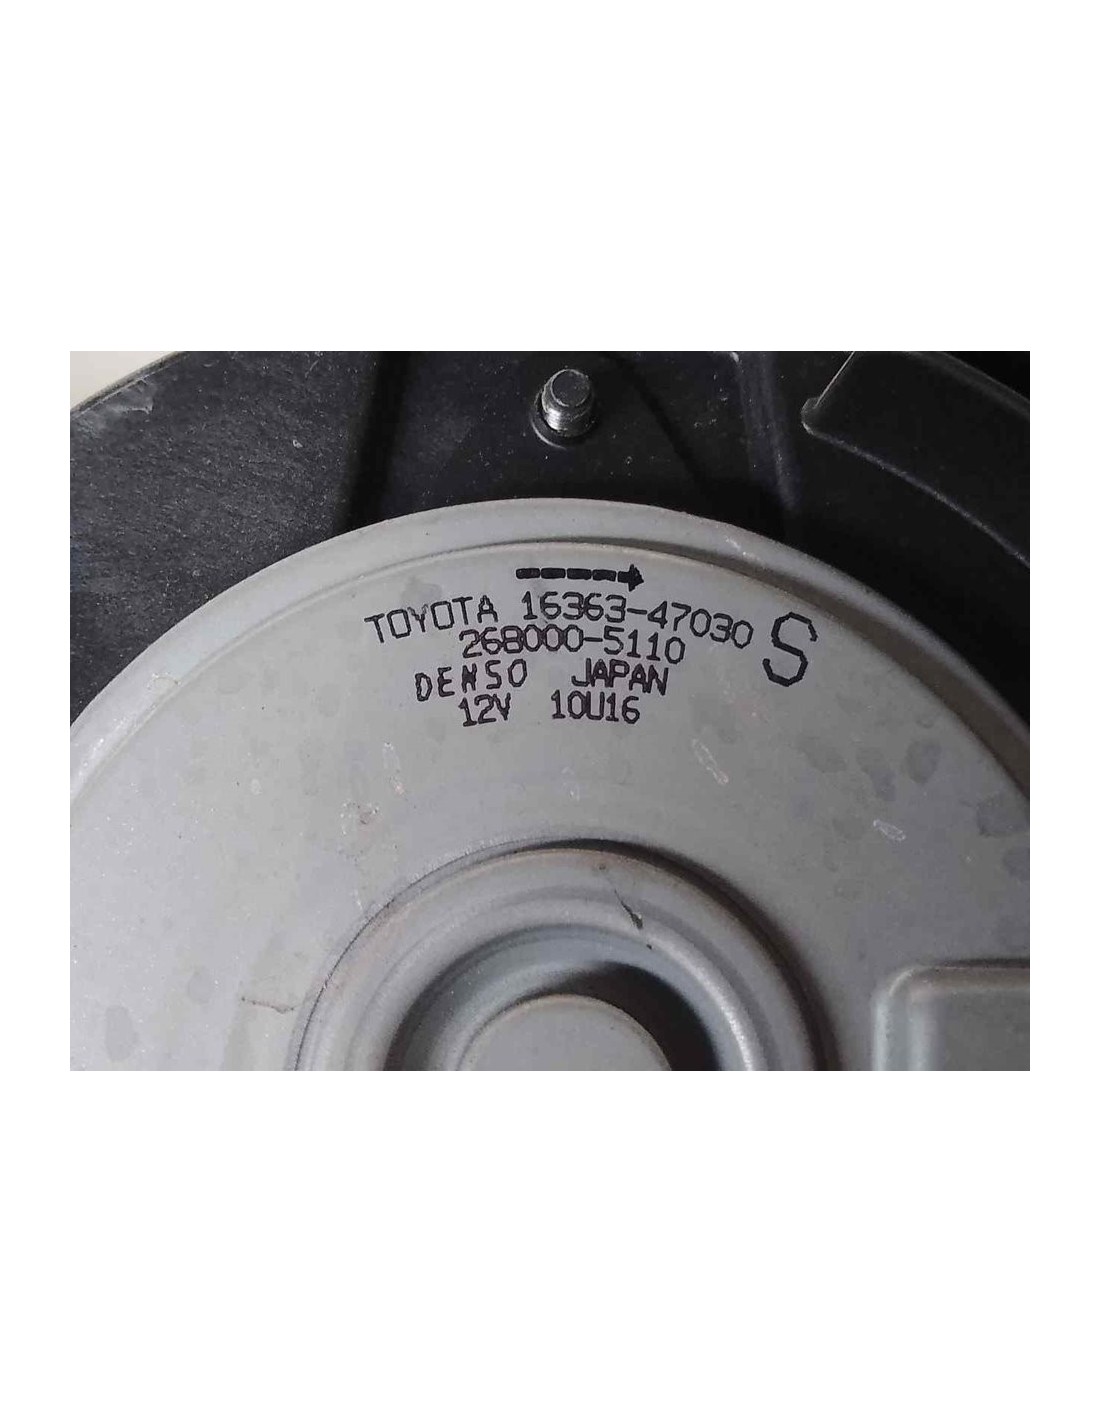 TOYOTA 16363-47030 S
268000-5110
DENSO JAPAN
12V 10U16